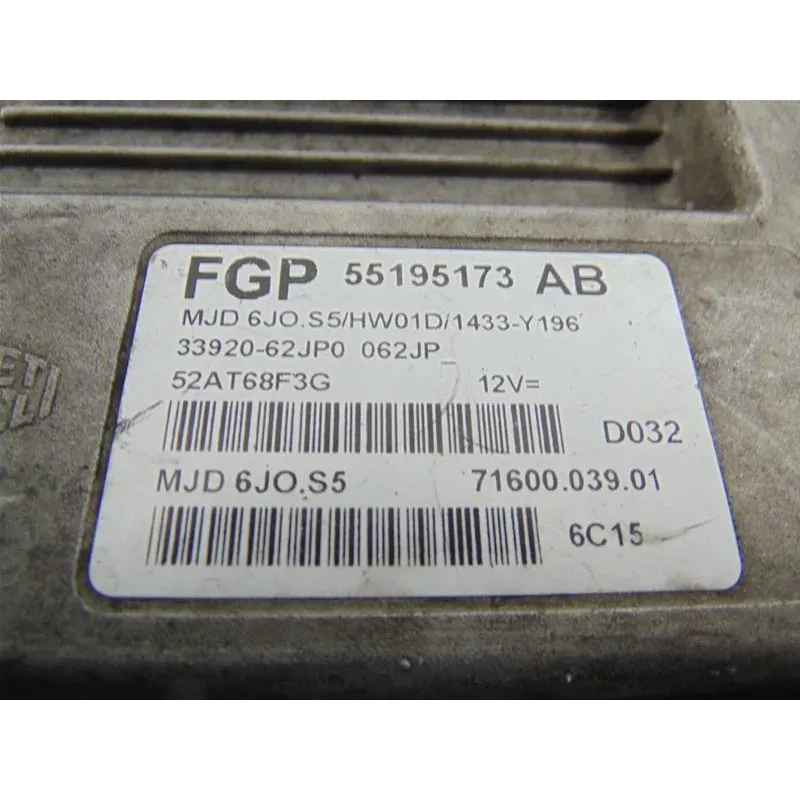 FGP 55195173 AB
MJD 6JO.S5/HW01D/1433-Y196
33920-62JP0 062JP_
52AT68F3G 12V=
D032
MJD 6JO.S5 71600.039.01
6C15